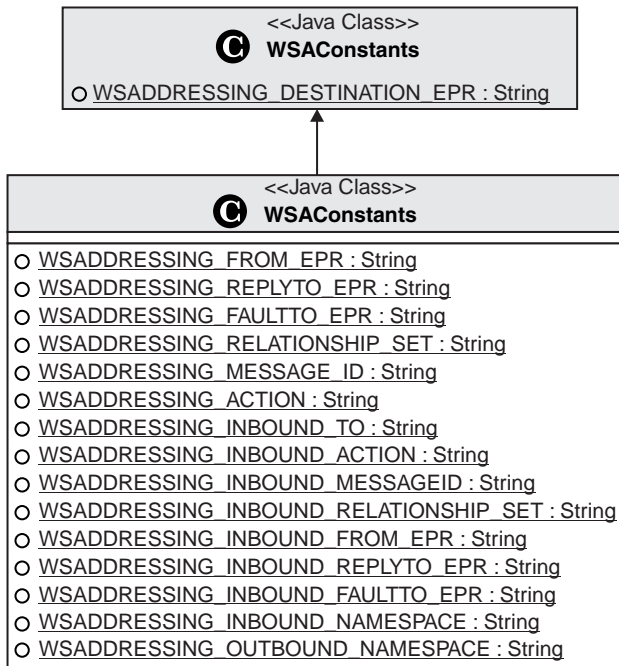 <<Java Class>>
C WSAConstants
WSADDRESSING_DESTINATION_EPR : String
<<Java Class>>
C WSAConstants
WSADDRESSING_FROM_EPR : String
WSADDRESSING_REPLYTO_EPR : String
WSADDRESSING_FAULTTO_EPR : String
WSADDRESSING_RELATIONSHIP_SET : String
WSADDRESSING_MESSAGE_ID : String
WSADDRESSING_ACTION : String
WSADDRESSING_INBOUND_TO : String
WSADDRESSING_INBOUND_ACTION : String
WSADDRESSING_INBOUND_MESSAGEID : String
WSADDRESSING_INBOUND_RELATIONSHIP_SET : String
WSADDRESSING_INBOUND_FROM_EPR : String
WSADDRESSING_INBOUND_REPLYTO_EPR : String
WSADDRESSING_INBOUND_FAULTTO_EPR : String
WSADDRESSING_INBOUND_NAMESPACE : String
WSADDRESSING_OUTBOUND_NAMESPACE : String